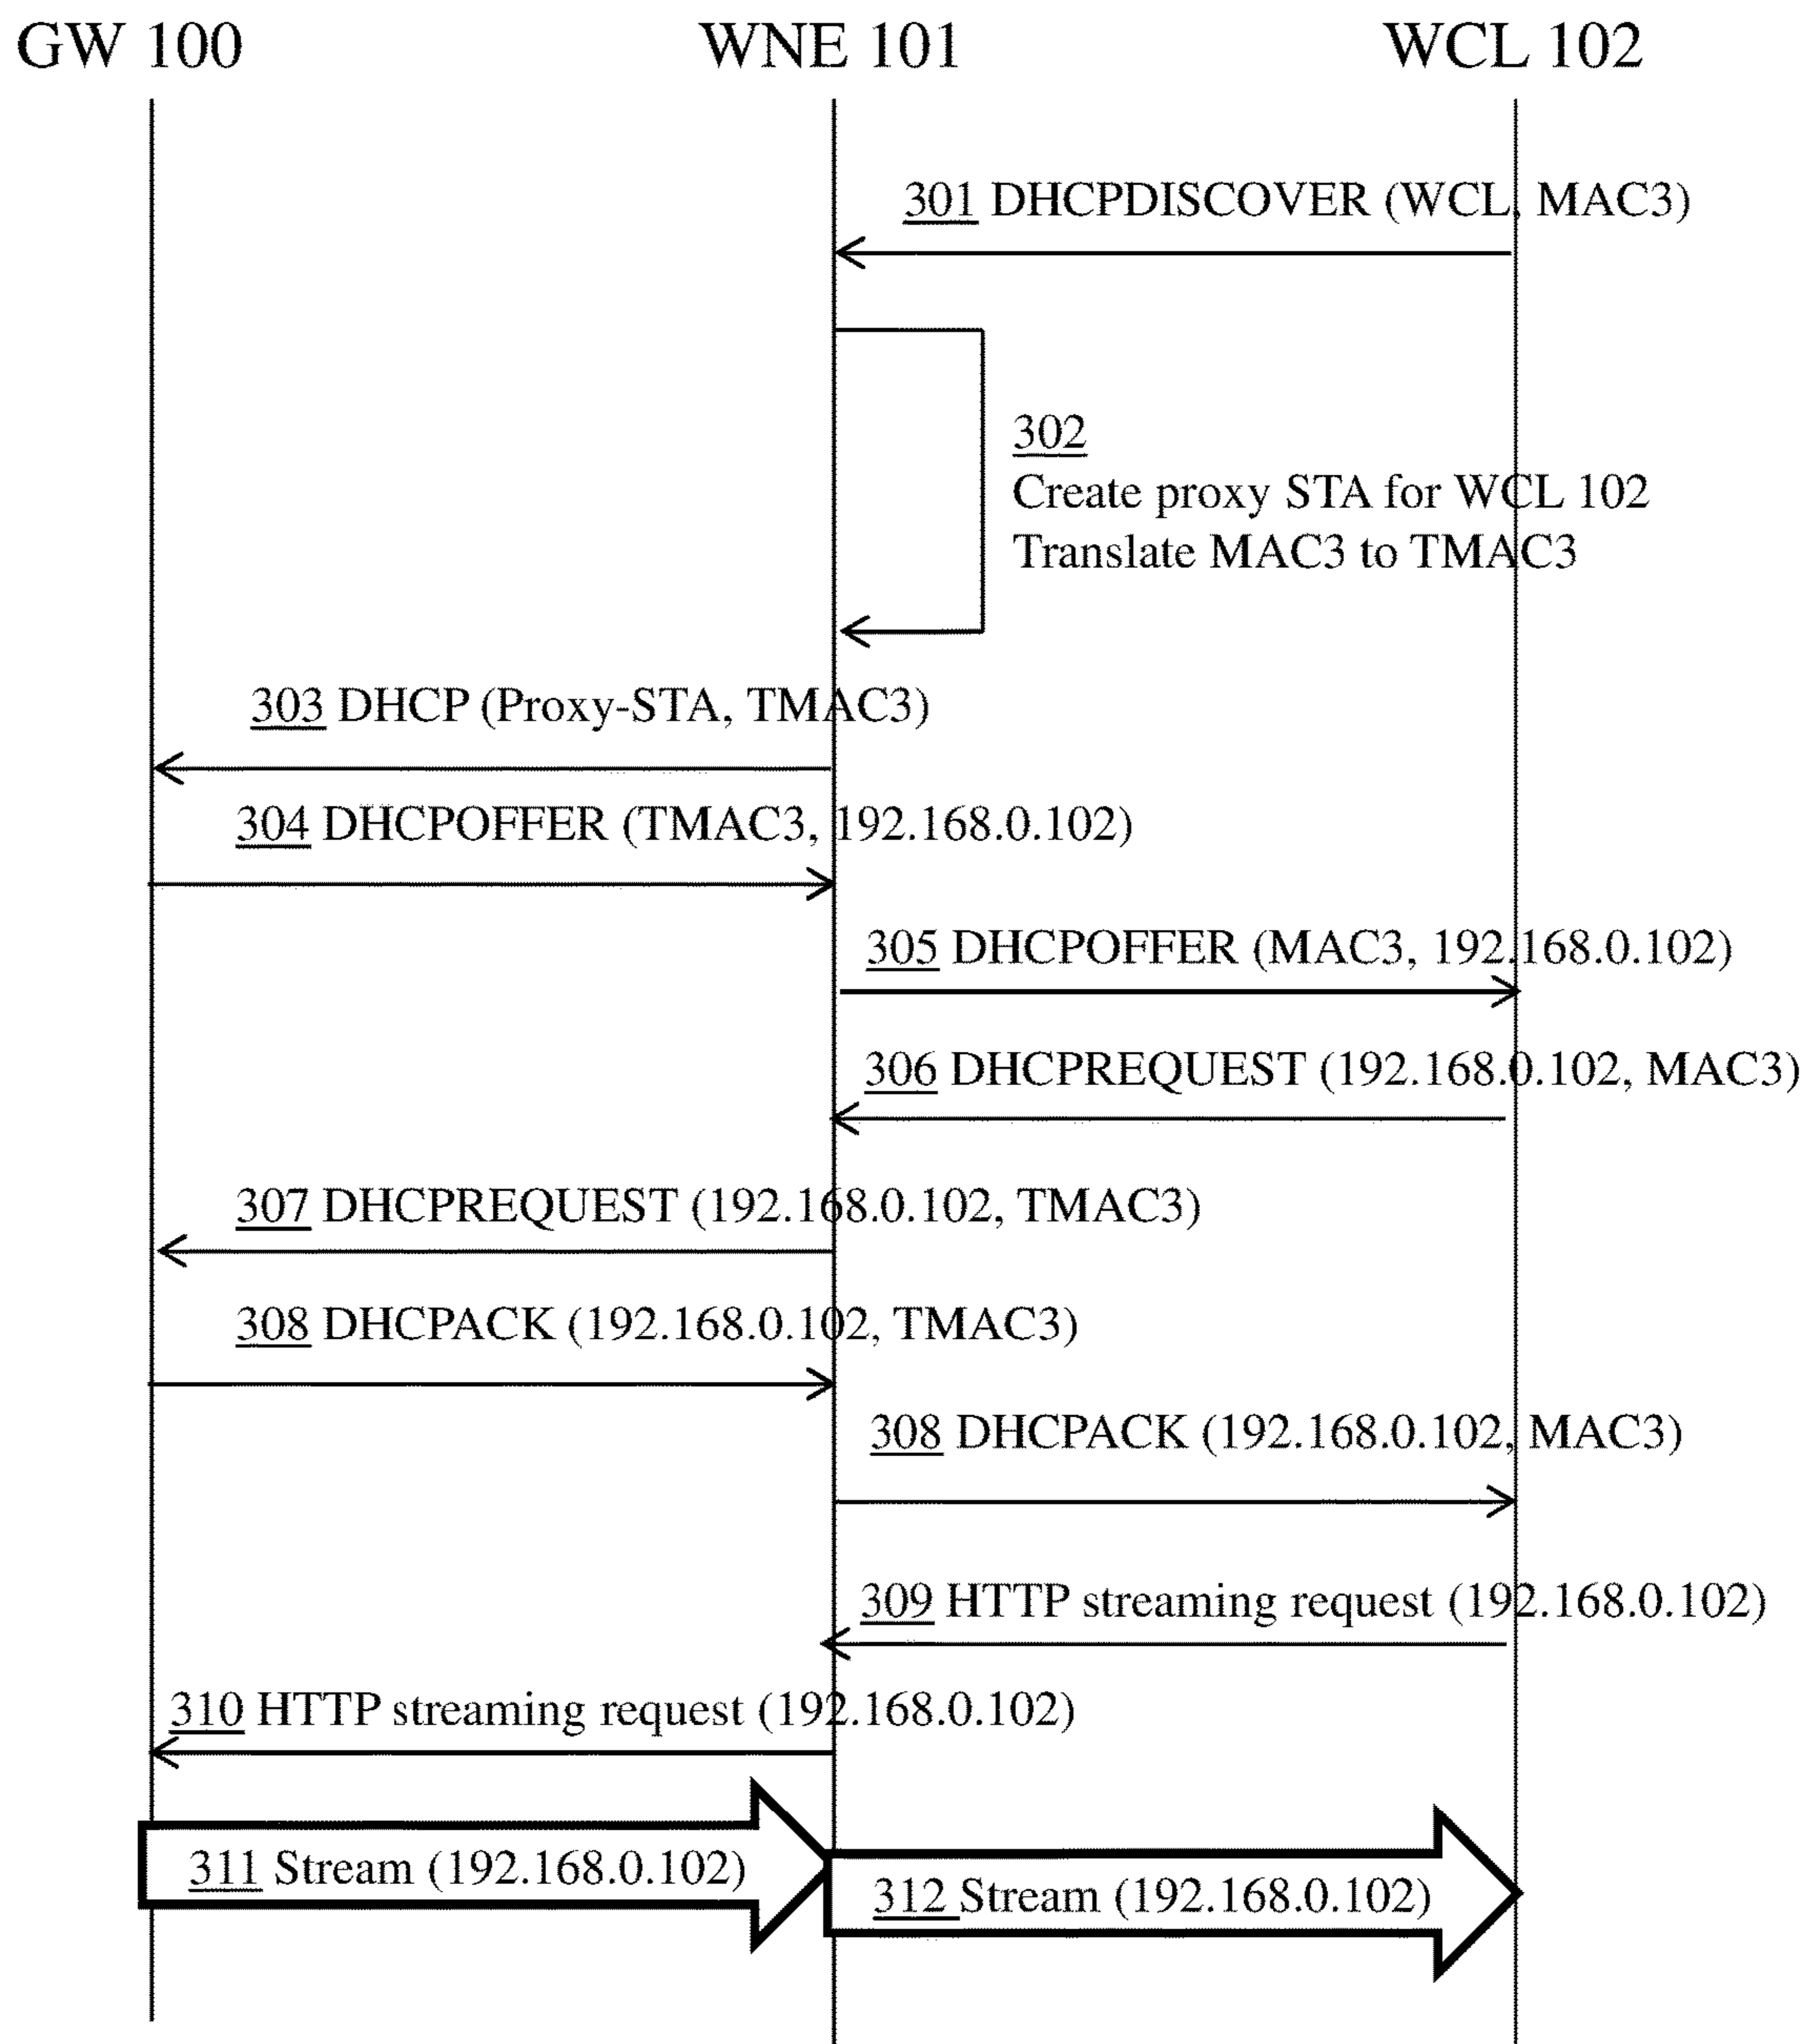 GW 100 WNE 101 WCL 102
301 DHCPDISCOVER (WCL, MAC3)
302
Create proxy STA for WCL 102
Translate MAC3 to TMAC3
303 DHCP (Proxy-STA, TMAC3)
304 DHCPOFFER (TMAC3, 192.168.0.102)
305 DHCPOFFER (MAC3, 192.168.0.102)
306 DHCPREQUEST (192.168.0.102, MAC3)
307 DHCPREQUEST (192.168.0.102, TMAC3)
308 DHCPACK (192.168.0.102, TMAC3)
308 DHCPACK (192.168.0.102, MAC3)
309 HTTP streaming request (192.168.0.102)
310 HTTP streaming request (192.168.0.102)
311 Stream (192.168.0.102)
312 Stream (192.168.0.102)